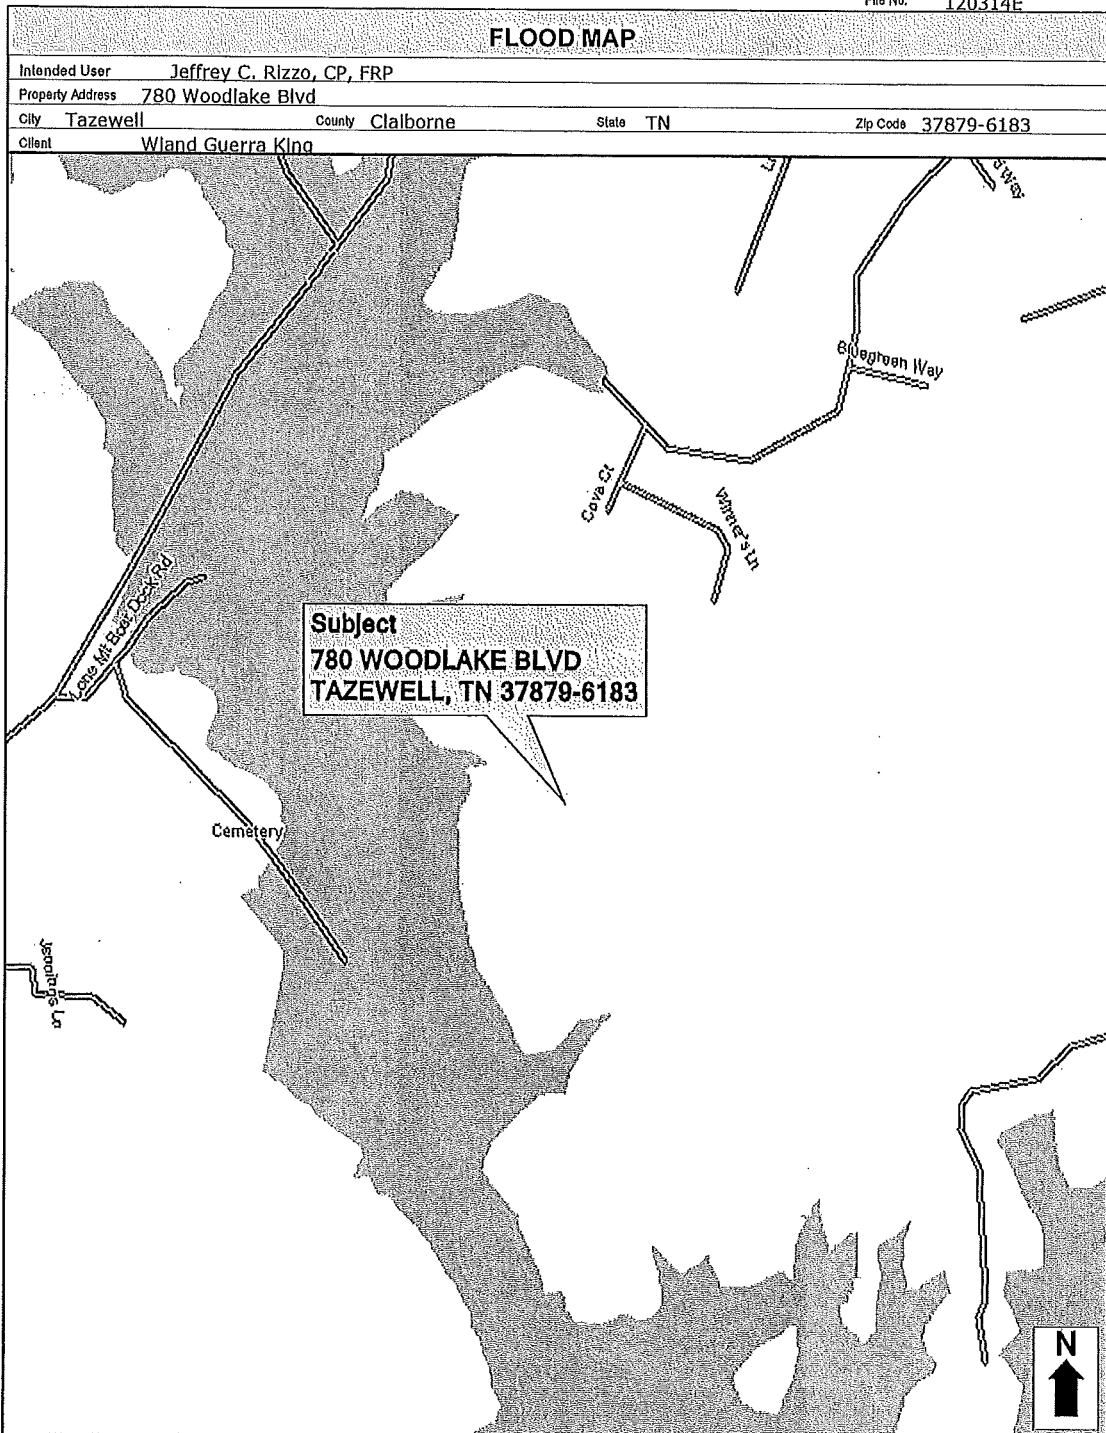 File No. 120314E
FLOOD MAP
Intended User Jeffrey C. Rizzo, CP, FRP
Property Address 780 Woodlake Blvd
City Tazewell County Claiborne State TN Zip Code 37879-6183
Client Wiand Guerra King
Way
Bluegreen Way
Cove Ct
Winner's Ln
Lone Mt Boat Dock Rd
Subject
780 WOODLAKE BLVD
TAZEWELL, TN 37879-6183
Cemetery
Jennings Ln
N